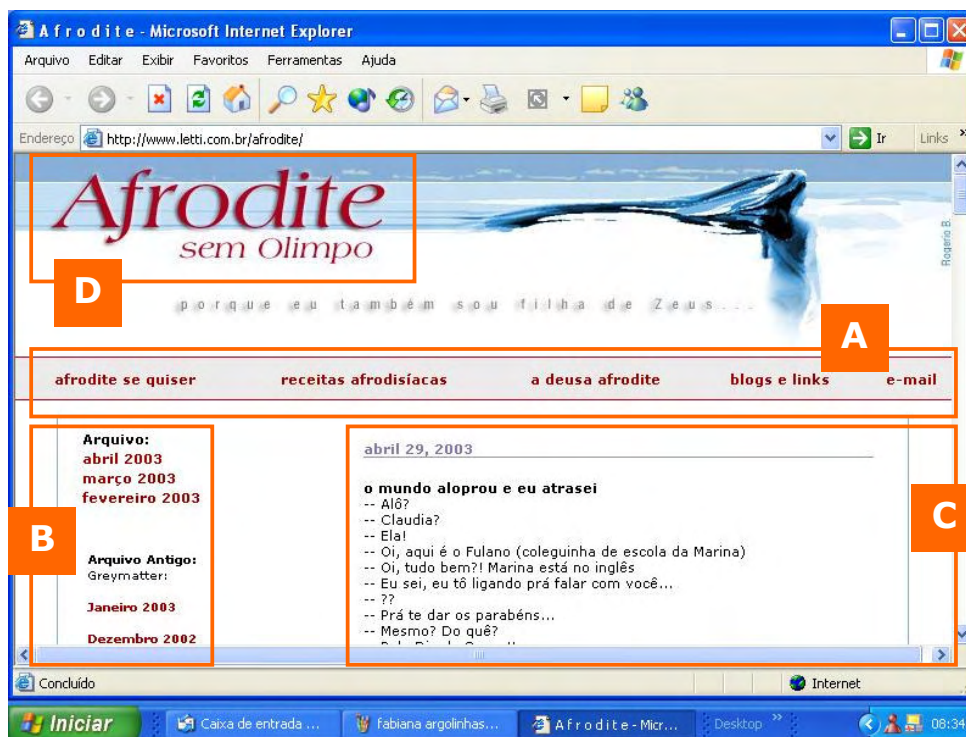 A f r o d i t e - Microsoft Internet Explorer
Arquivo Editar Exibir Favoritos Ferramentas Ajuda
Endereço http://www.letti.com.br/afrodite/ Ir Links »
Afrodite
sem Olimpo
Rogerio B.
D
porque eu também sou filha de Zeus...
A
afrodite se quiser receitas afrodisíacas a deusa afrodite blogs e links e-mail
B
Arquivo:
abril 2003
março 2003
fevereiro 2003
Arquivo Antigo:
Greymatter:
Janeiro 2003
Dezembro 2002
C
abril 29, 2003
o mundo aloprou e eu atrasei
-- Alô?
-- Claudia?
-- Ela!
-- Oi, aqui é o Fulano (coleguinha de escola da Marina)
-- Oi, tudo bem?! Marina está no inglês
-- Eu sei, eu tô ligando prá falar com você...
-- ??
-- Prá te dar os parabéns...
-- Mesmo? Do quê?
Concluído Internet
Iniciar Caixa de entrada ... fabiana argolinhas... A f r o d i t e - Micr... Desktop » 08:34